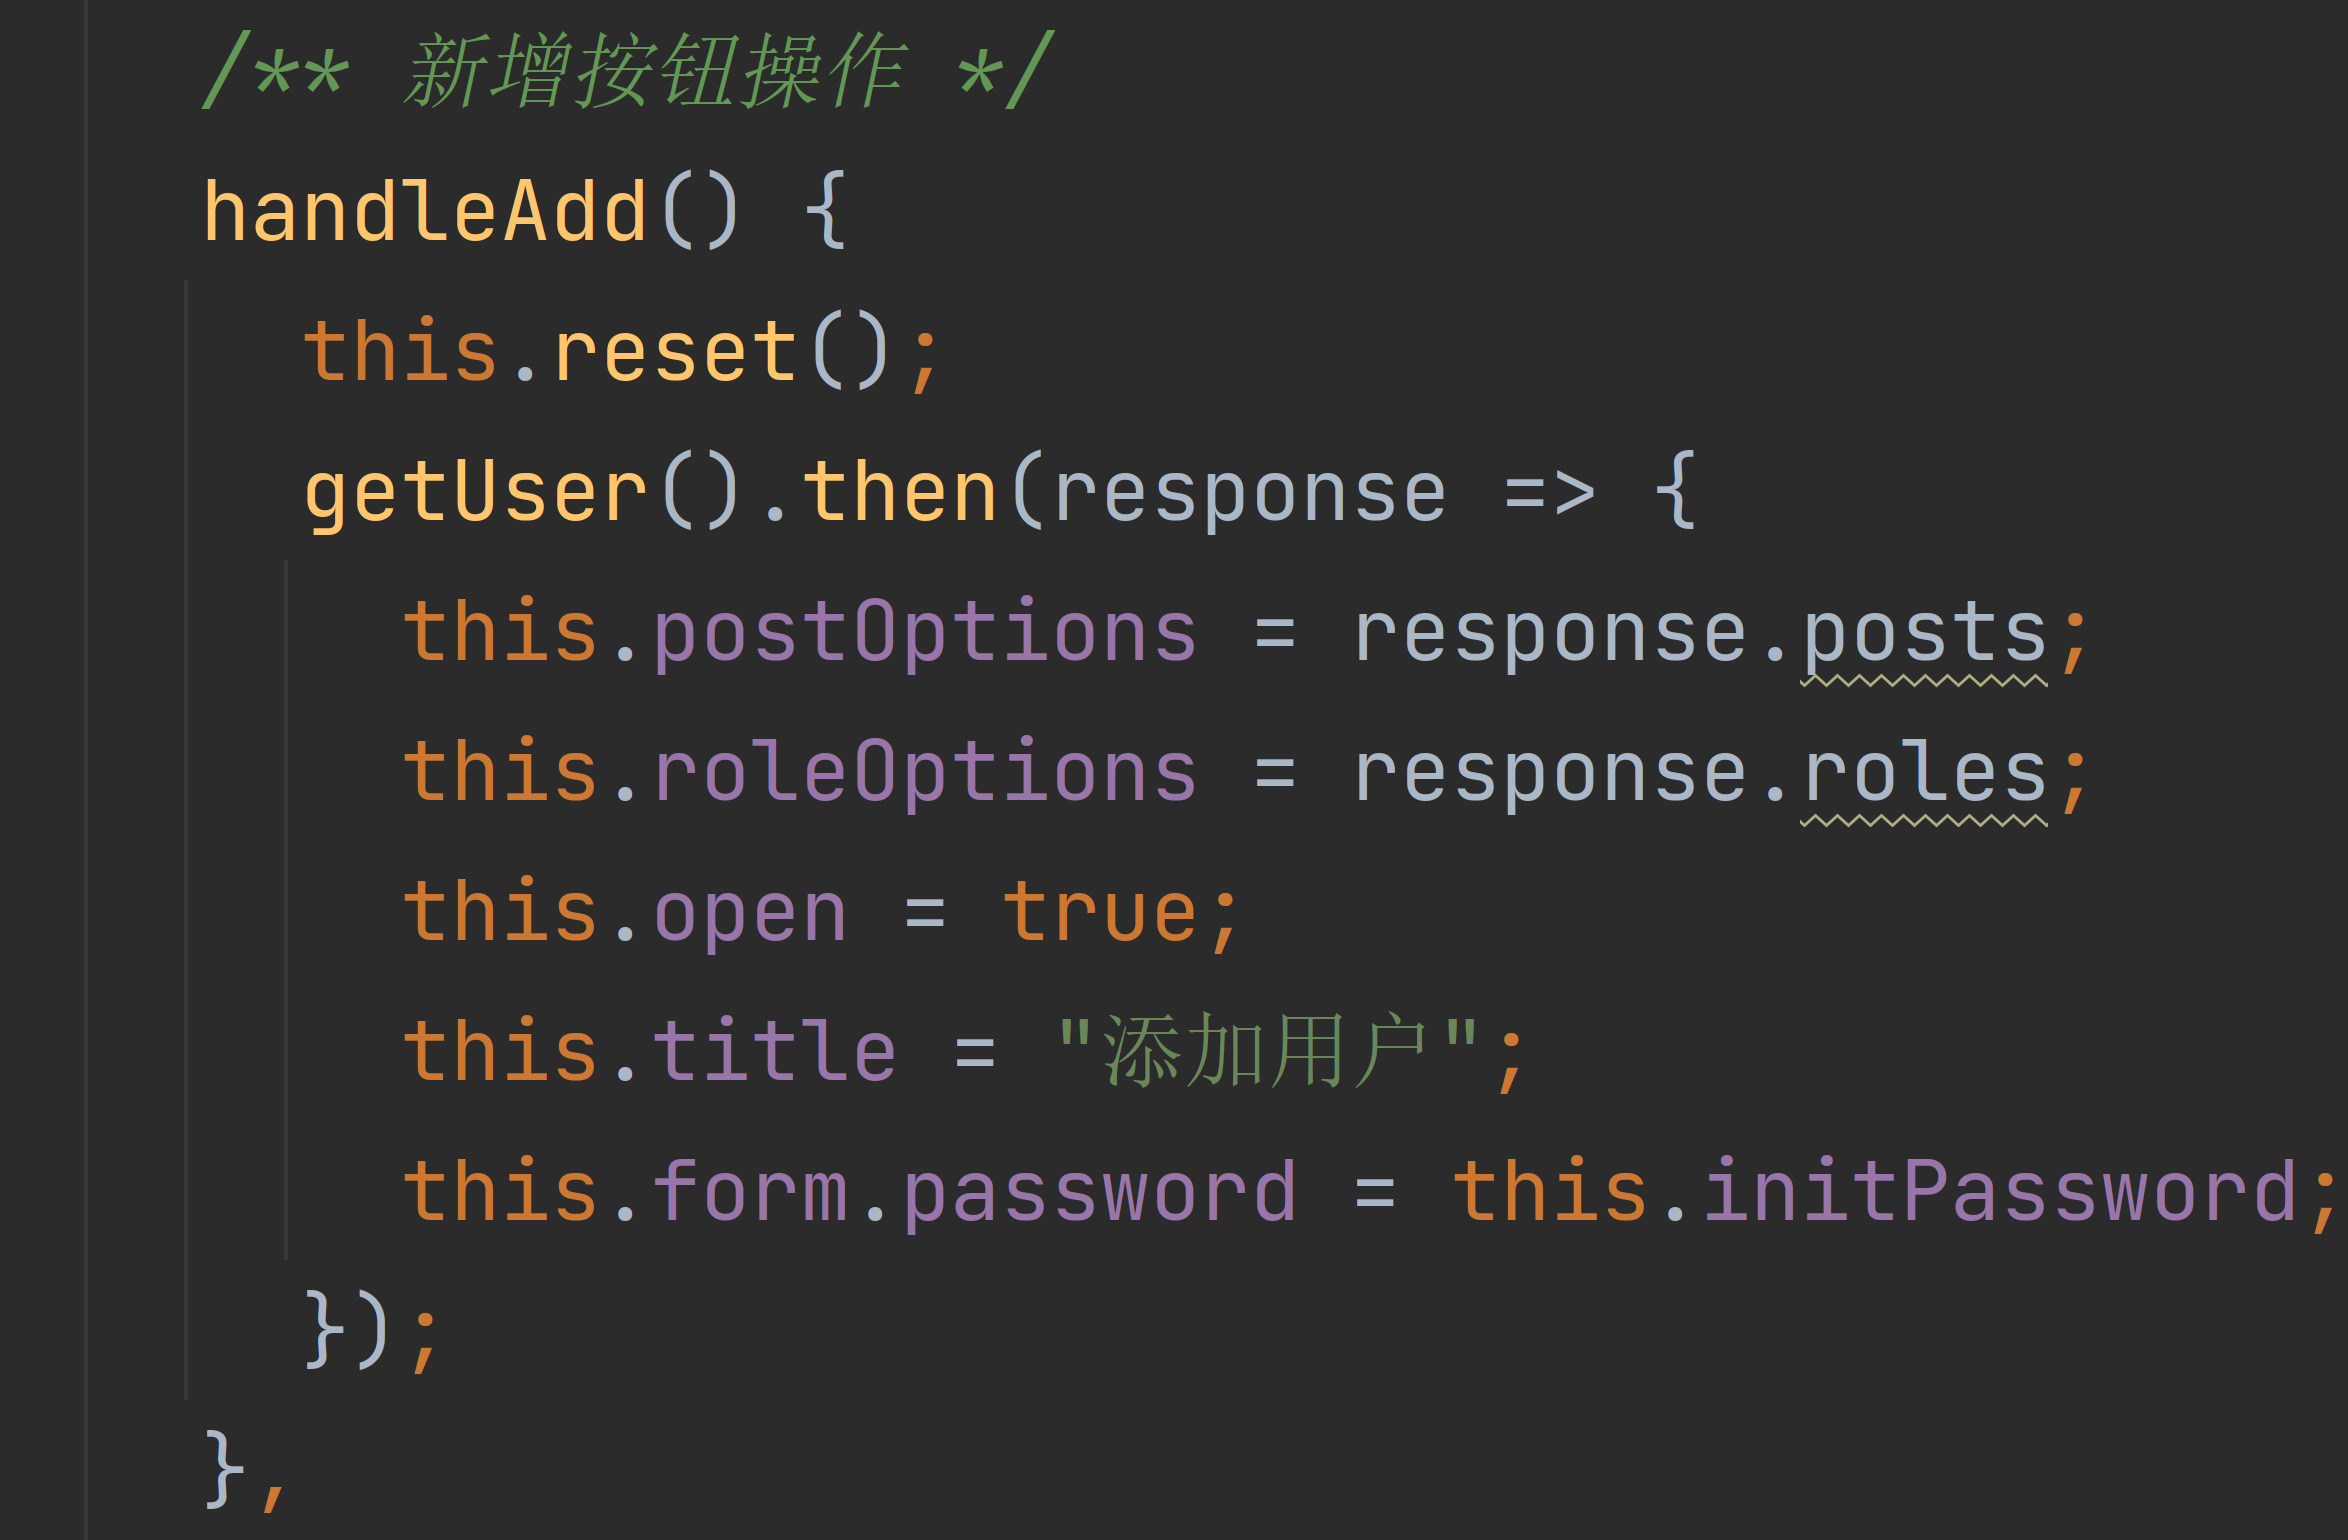 /** 新增按钮操作 */
handleAdd() {
this.reset();
getUser().then(response => {
this.postOptions = response.posts;
this.roleOptions = response.roles;
this.open = true;
this.title = "添加用户";
this.form.password = this.initPassword;
});
},